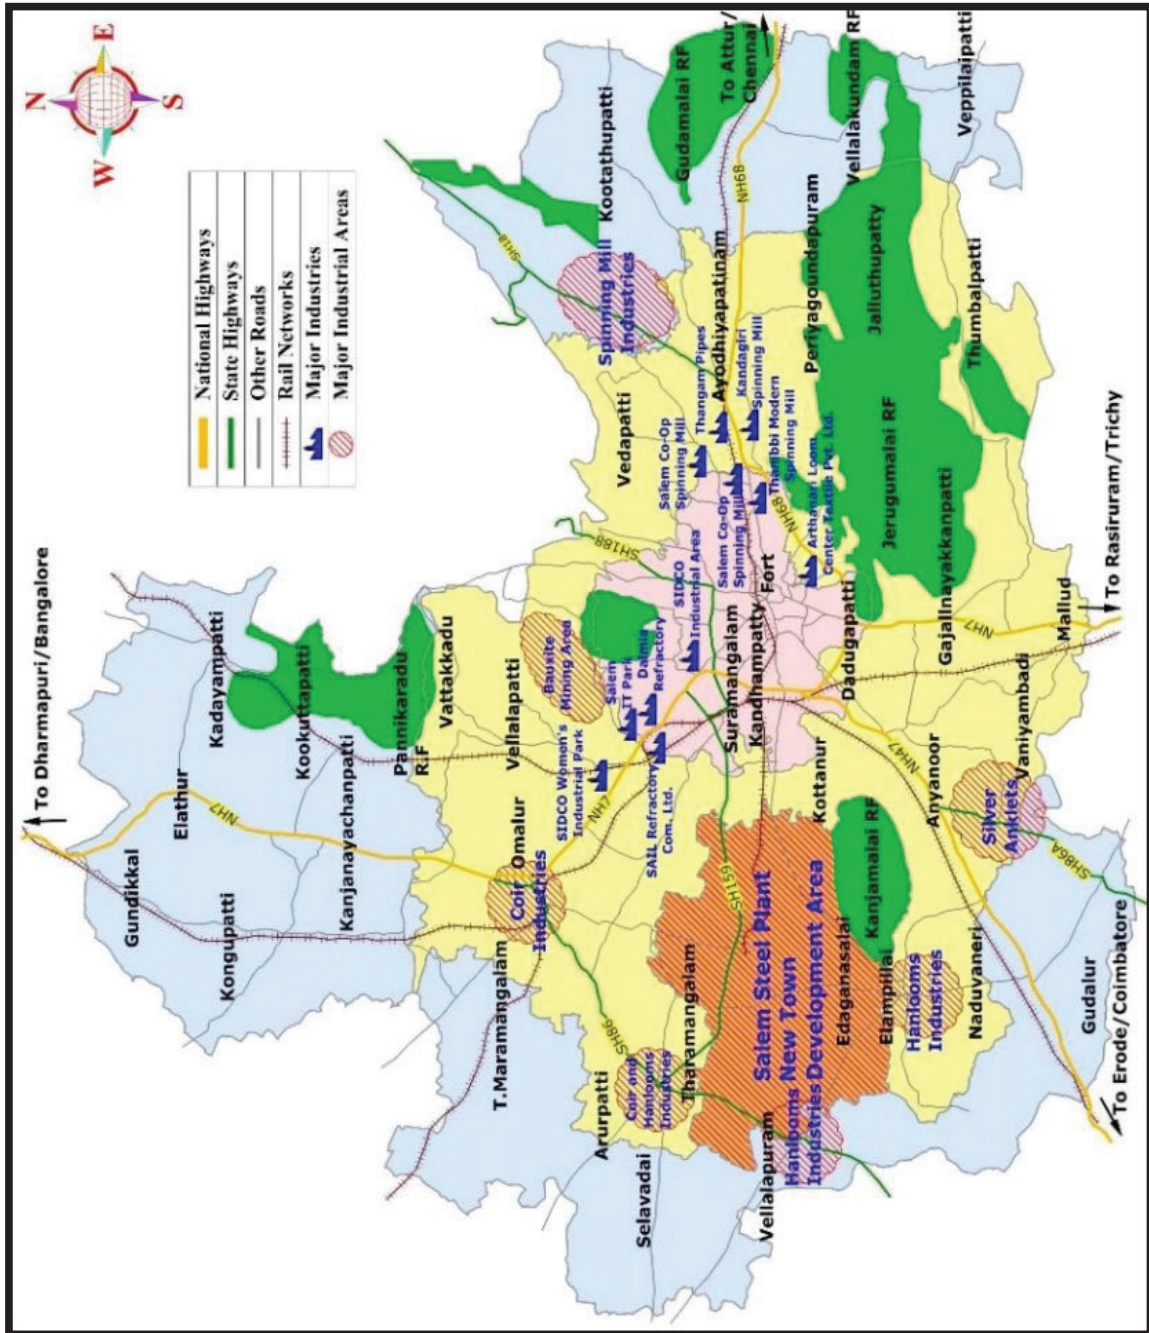 N
E
S
W
National Highways
State Highways
Other Roads
Rail Networks
Major Industries
Major Industrial Areas
To Dharmapuri/Bangalore
Gundikkal
Elathur
Kadayampatti
NH7
Kongupatti
Kanjanayachanpatti
Kookuttapatti
Pannikaradu
R.F
Vattakkadu
Vellalapatti
Omalur
Coir
Industries
T.Maramangalam
SH86
Arurpatti
Selavadai
Coir and
Hanlooms
Industries
Tharamangalam
Vellalapuram
Hanlooms
Industries
Salem Steel Plant
New Town
Development Area
Edaganasalai
Elampillai
Hanlooms
Industries
Kanjamalai RF
Naduvaneri
Gudalur
To Erode/Coimbatore
Silver
Anklets
SH86A
Vaniyambadi
Anyanoor
NH47
Kottanur
SH159
Bauxite
Mining Area
SIDCO Women's
Industrial Park
NH7
Salem
IT Park
Dalmia
Refractory
SAIL Refractory
Com. Ltd.
SIDCO
Industrial Area
Suramangalam
Kandhampatty
Fort
Dadugapatti
SH188
Vedapatti
Salem Co-Op
Spinning Mill
Salem Co-Op
Spinning Mill
Thangam Pipes
Ayodhiyapatinam
Kandagiri
Spinning Mill
Thambbi Modern
Spinning Mill
NH68
Arthanari Loom
Center Textile Pvt. Ltd.
Spinning Mill
Industries
SH18
Kootathupatti
Gudamalai RF
To Attur/
Chennai
NH68
Periyagoundapuram
Vellalakundam RF
Veppilaipatti
Jalluthupatty
Thumbalpatti
Jerugumalai RF
Gajallnayakkanpatti
NH7
Mallud
To Rasiruram/Trichy